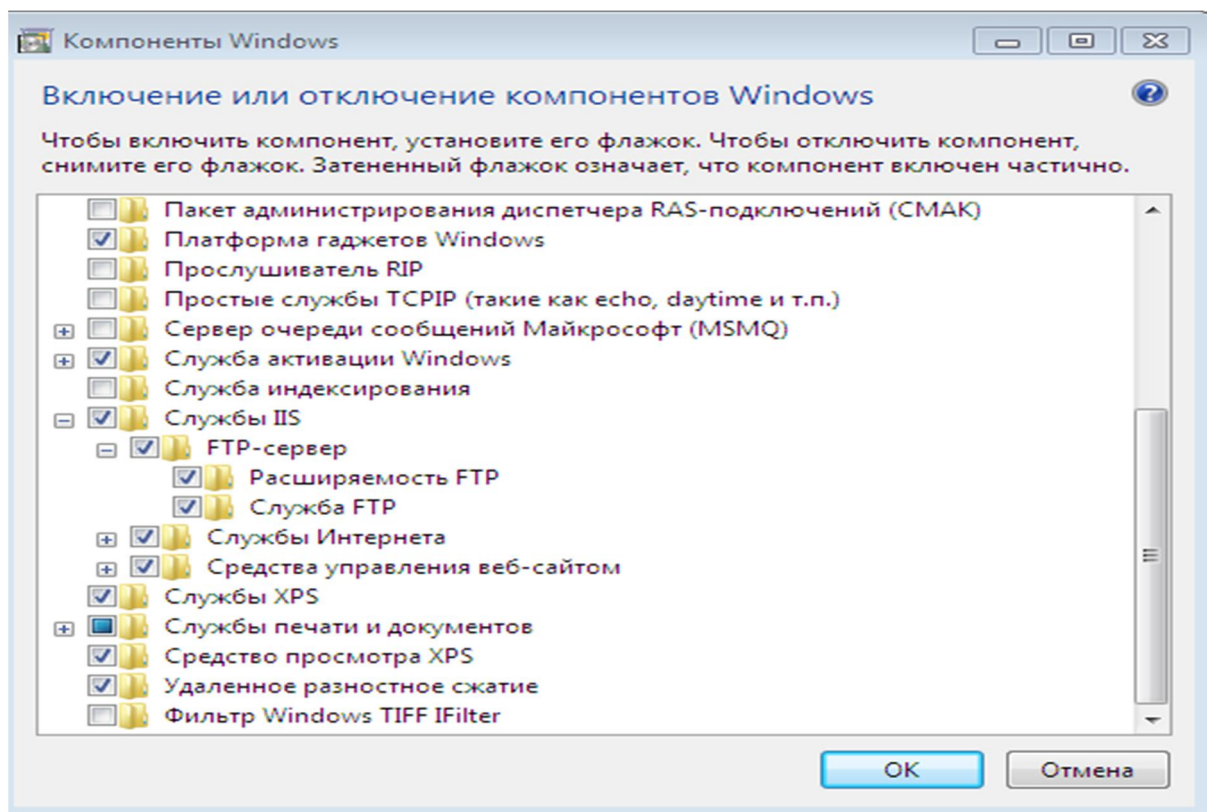 Компоненты Windows
Включение или отключение компонентов Windows
Чтобы включить компонент, установите его флажок. Чтобы отключить компонент,
снимите его флажок. Затененный флажок означает, что компонент включен частично.
Пакет администрирования диспетчера RAS-подключений (CMAK)
Платформа гаджетов Windows
Прослушиватель RIP
Простые службы TCPIP (такие как echo, daytime и т.п.)
Сервер очереди сообщений Майкрософт (MSMQ)
Служба активации Windows
Служба индексирования
Службы IIS
FTP-сервер
Расширяемость FTP
Служба FTP
Службы Интернета
Средства управления веб-сайтом
Службы XPS
Службы печати и документов
Средство просмотра XPS
Удаленное разностное сжатие
Фильтр Windows TIFF IFilter
ОК
Отмена